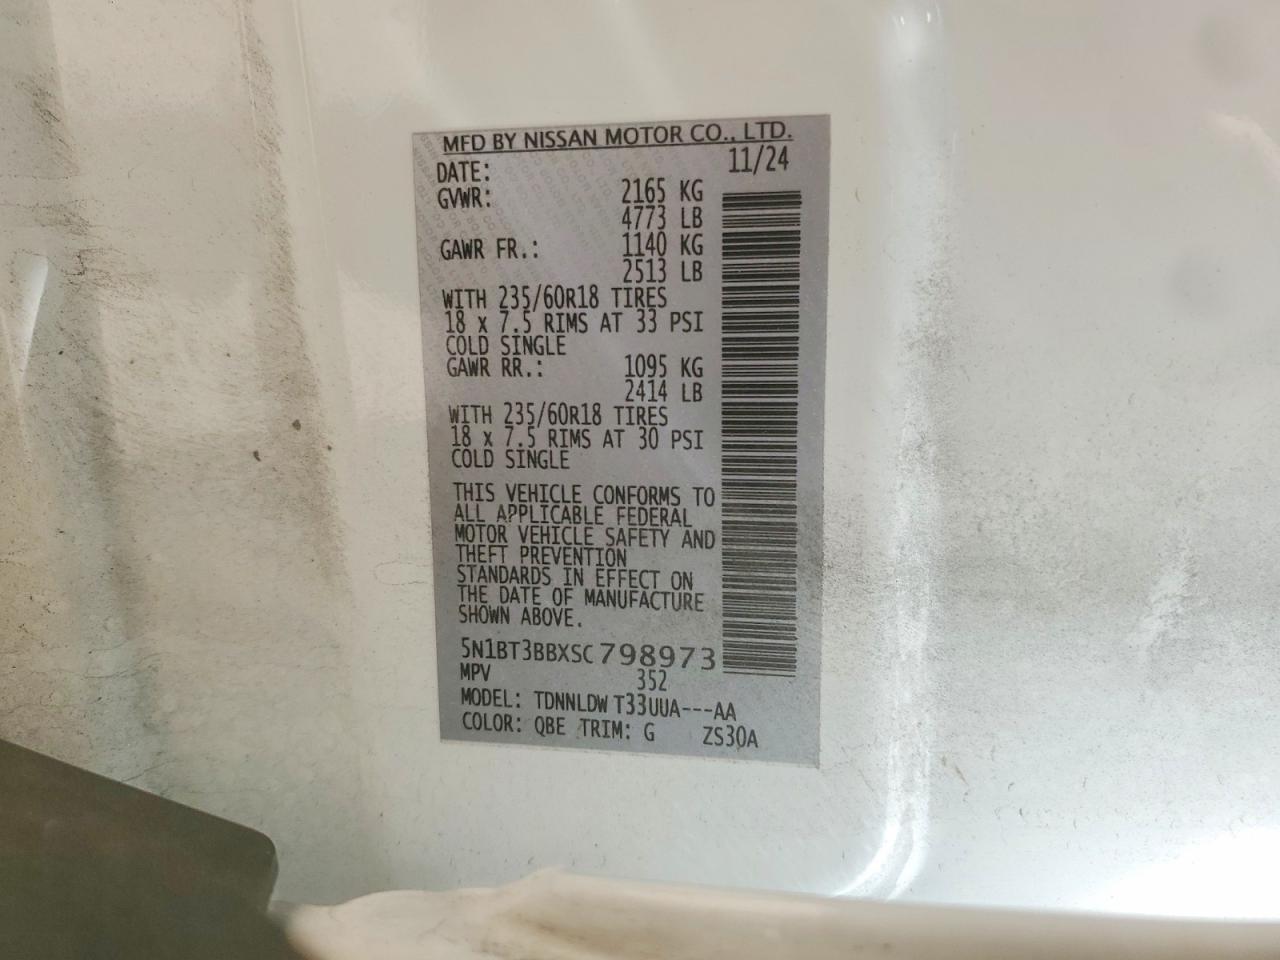 MFD BY NISSAN MOTOR CO., LTD.
DATE: 11/24
GVWR: 2165 KG
4773 LB
GAWR FR.: 1140 KG
2513 LB
WITH 235/60R18 TIRES
18 x 7.5 RIMS AT 33 PSI
COLD SINGLE
GAWR RR.: 1095 KG
2414 LB
WITH 235/60R18 TIRES
18 x 7.5 RIMS AT 30 PSI
COLD SINGLE
THIS VEHICLE CONFORMS TO
ALL APPLICABLE FEDERAL
MOTOR VEHICLE SAFETY AND
THEFT PREVENTION
STANDARDS IN EFFECT ON
THE DATE OF MANUFACTURE
SHOWN ABOVE.
5N1BT3BBXSC798973
MPV 352
MODEL: TDNNLDW T33UUA---AA
COLOR: QBE TRIM: G ZS30A